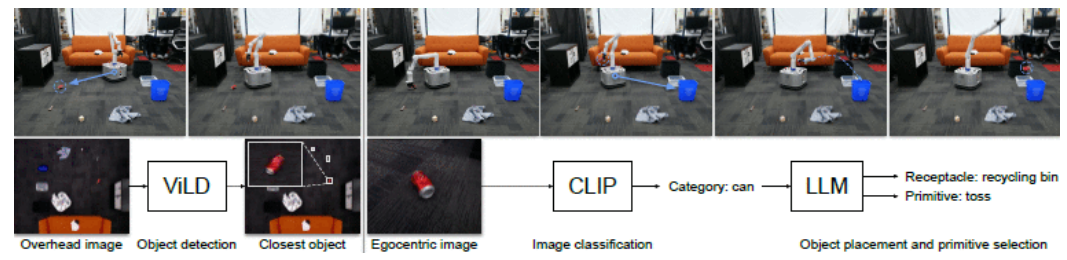 ViLD
CLIP
Category: can
LLM
Receptacle: recycling bin
Primitive: toss
Overhead image
Object detection
Closest object
Egocentric image
Image classification
Object placement and primitive selection